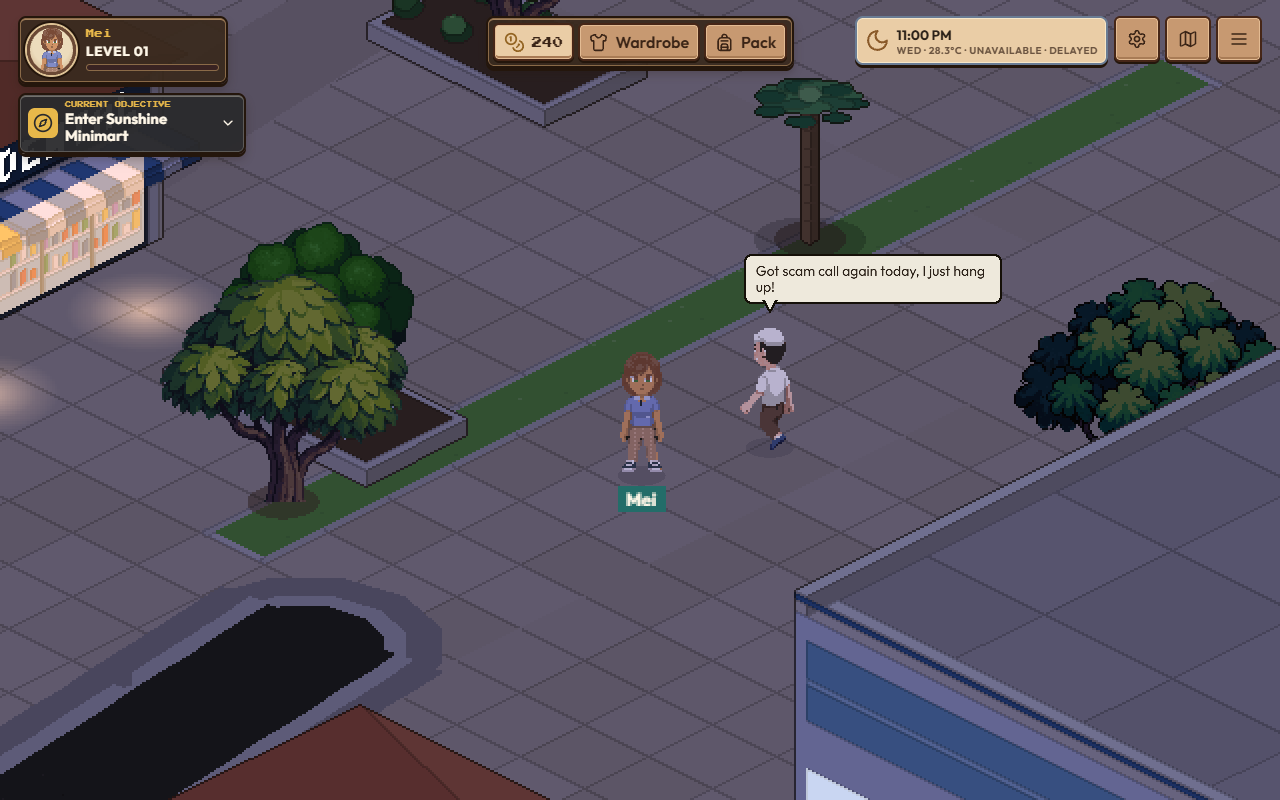 Mei
LEVEL 01
240
Wardrobe
Pack
11:00 PM
WED · 28.3°C · UNAVAILABLE · DELAYED
CURRENT OBJECTIVE
Enter Sunshine
Minimart
Got scam call again today, I just hang
up!
Mei